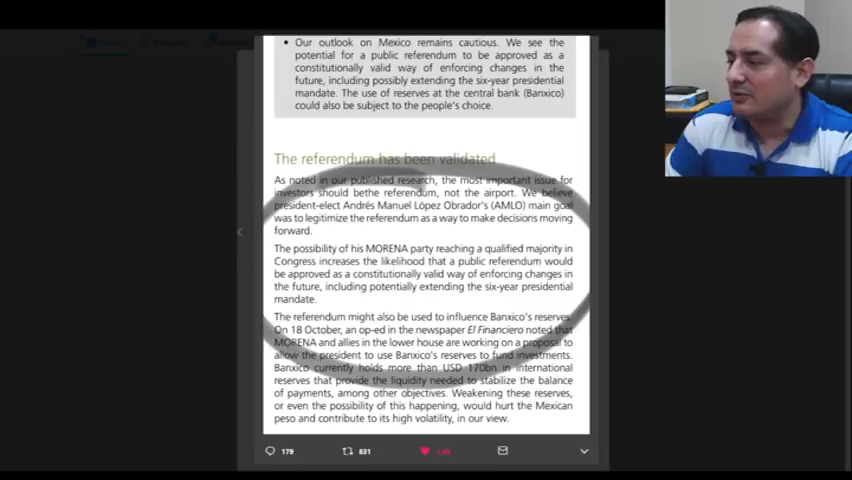 • Our outlook on Mexico remains cautious. We see the
potential for a public referendum to be approved as a
constitutionally valid way of enforcing changes in the
future, including possibly extending the six-year presidential
mandate. The use of reserves at the central bank (Banxico)
could also be subject to the people's choice.
The referendum has been validated
As noted in our published research, the most important issue for
investors should bethe referendum, not the airport. We believe
president-elect Andrés Manuel López Obrador's (AMLO) main goal
was to legitimize the referendum as a way to make decisions moving
forward.
The possibility of his MORENA party reaching a qualified majority in
Congress increases the likelihood that a public referendum would
be approved as a constitutionally valid way of enforcing changes in
the future, including potentially extending the six-year presidential
mandate.
The referendum might also be used to influence Banxico's reserves.
On 18 October, an op-ed in the newspaper El Financiero noted that
MORENA and allies in the lower house are working on a proposal to
allow the president to use Banxico's reserves to fund investments.
Banxico currently holds more than USD 170bn in international
reserves that provide the liquidity needed to stabilize the balance
of payments, among other objectives. Weakening these reserves,
or even the possibility of this happening, would hurt the Mexican
peso and contribute to its high volatility, in our view.
179 831